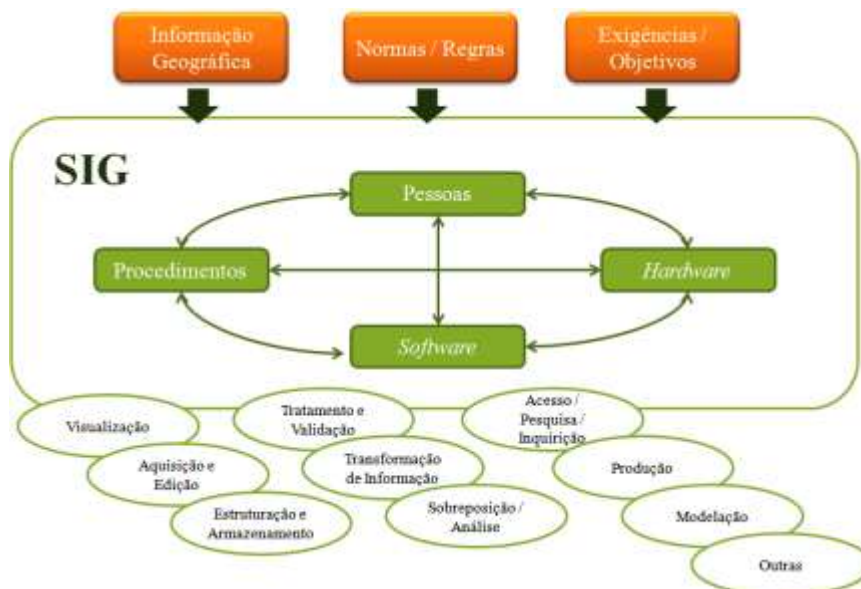 Informação
Geográfica
Normas / Regras
Exigências /
Objetivos
SIG
Pessoas
Procedimentos
Hardware
Software
Visualização
Tratamento e
Validação
Acesso /
Pesquisa /
Inquirição
Aquisição e
Edição
Transformação
de Informação
Produção
Estruturação e
Armazenamento
Sobreposição /
Análise
Modelação
Outras